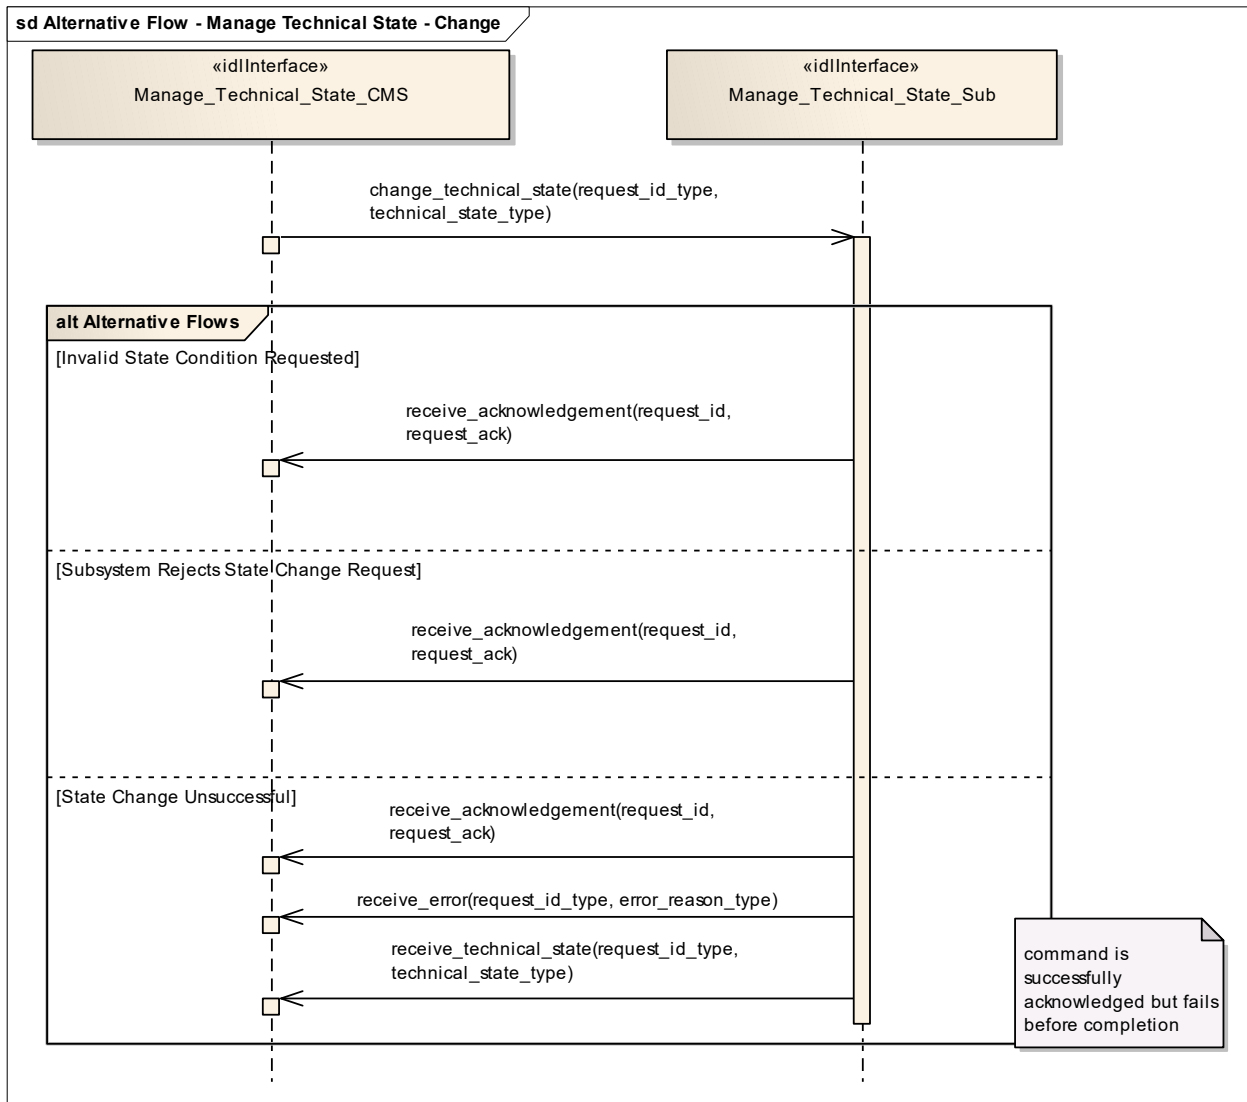 sd Alternative Flow - Manage Technical State - Change
«idlInterface»
Manage_Technical_State_CMS
«idlInterface»
Manage_Technical_State_Sub
change_technical_state(request_id_type,
technical_state_type)
alt Alternative Flows
[Invalid State Condition Requested]
receive_acknowledgement(request_id,
request_ack)
[Subsystem Rejects State Change Request]
receive_acknowledgement(request_id,
request_ack)
[State Change Unsuccessful]
receive_acknowledgement(request_id,
request_ack)
receive_error(request_id_type, error_reason_type)
receive_technical_state(request_id_type,
technical_state_type)
command is
successfully
acknowledged but fails
before completion